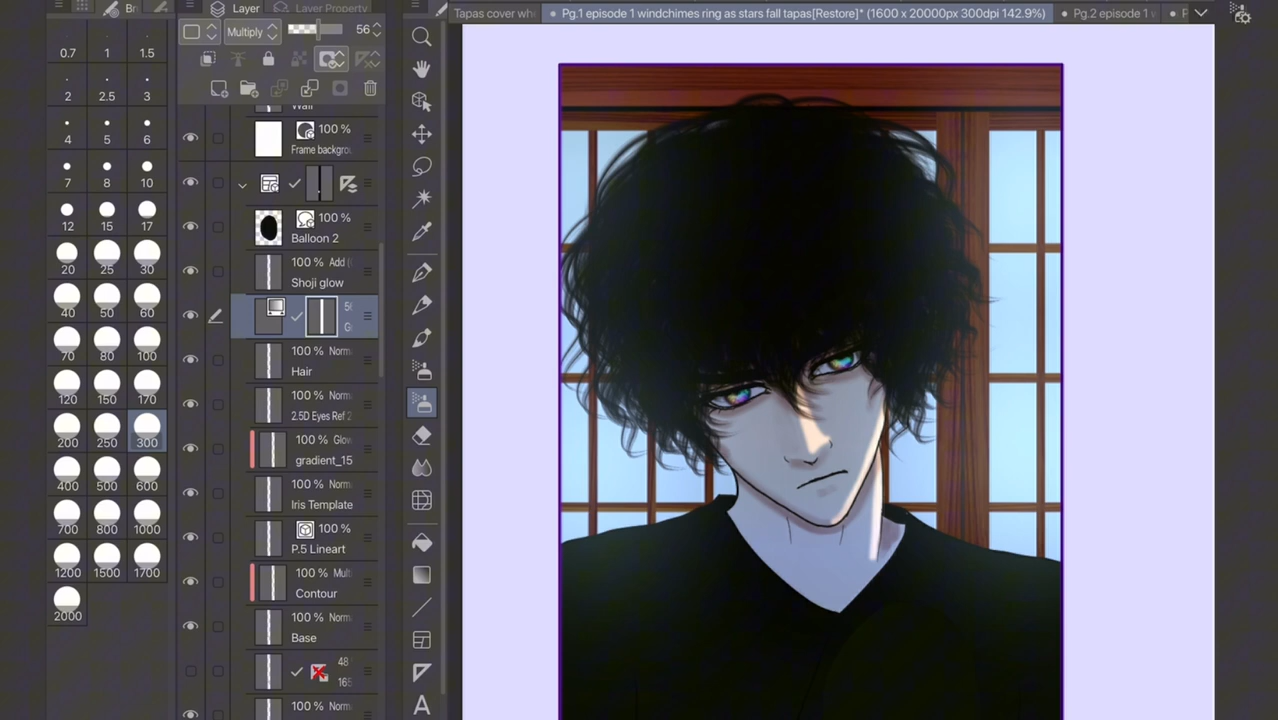 Br
Layer
Layer Property
Tapas cover wh
Pg.1 episode 1 windchimes ring as stars fall tapas[Restore]* (1600 x 20000px 300dpi 142.9%)
Pg.2 episode 1
Multiply
56
0.7 1 1.5
2 2.5 3
4 5 6
7 8 10
12 15 17
20 25 30
40 50 60
70 80 100
120 150 170
200 250 300
400 500 600
700 800 1000
1200 1500 1700
2000
Wall
100 %
Frame backgrou
100 %
Balloon 2
100 % Add (
Shoji glow
100 % Norm
Hair
100 % Norm
2.5D Eyes Ref 2
100 % Glow
gradient_15
100 % Norm
Iris Template
100 %
P.5 Lineart
100 % Mult
Contour
100 % Norm
Base
48
165
100 % Norm
A